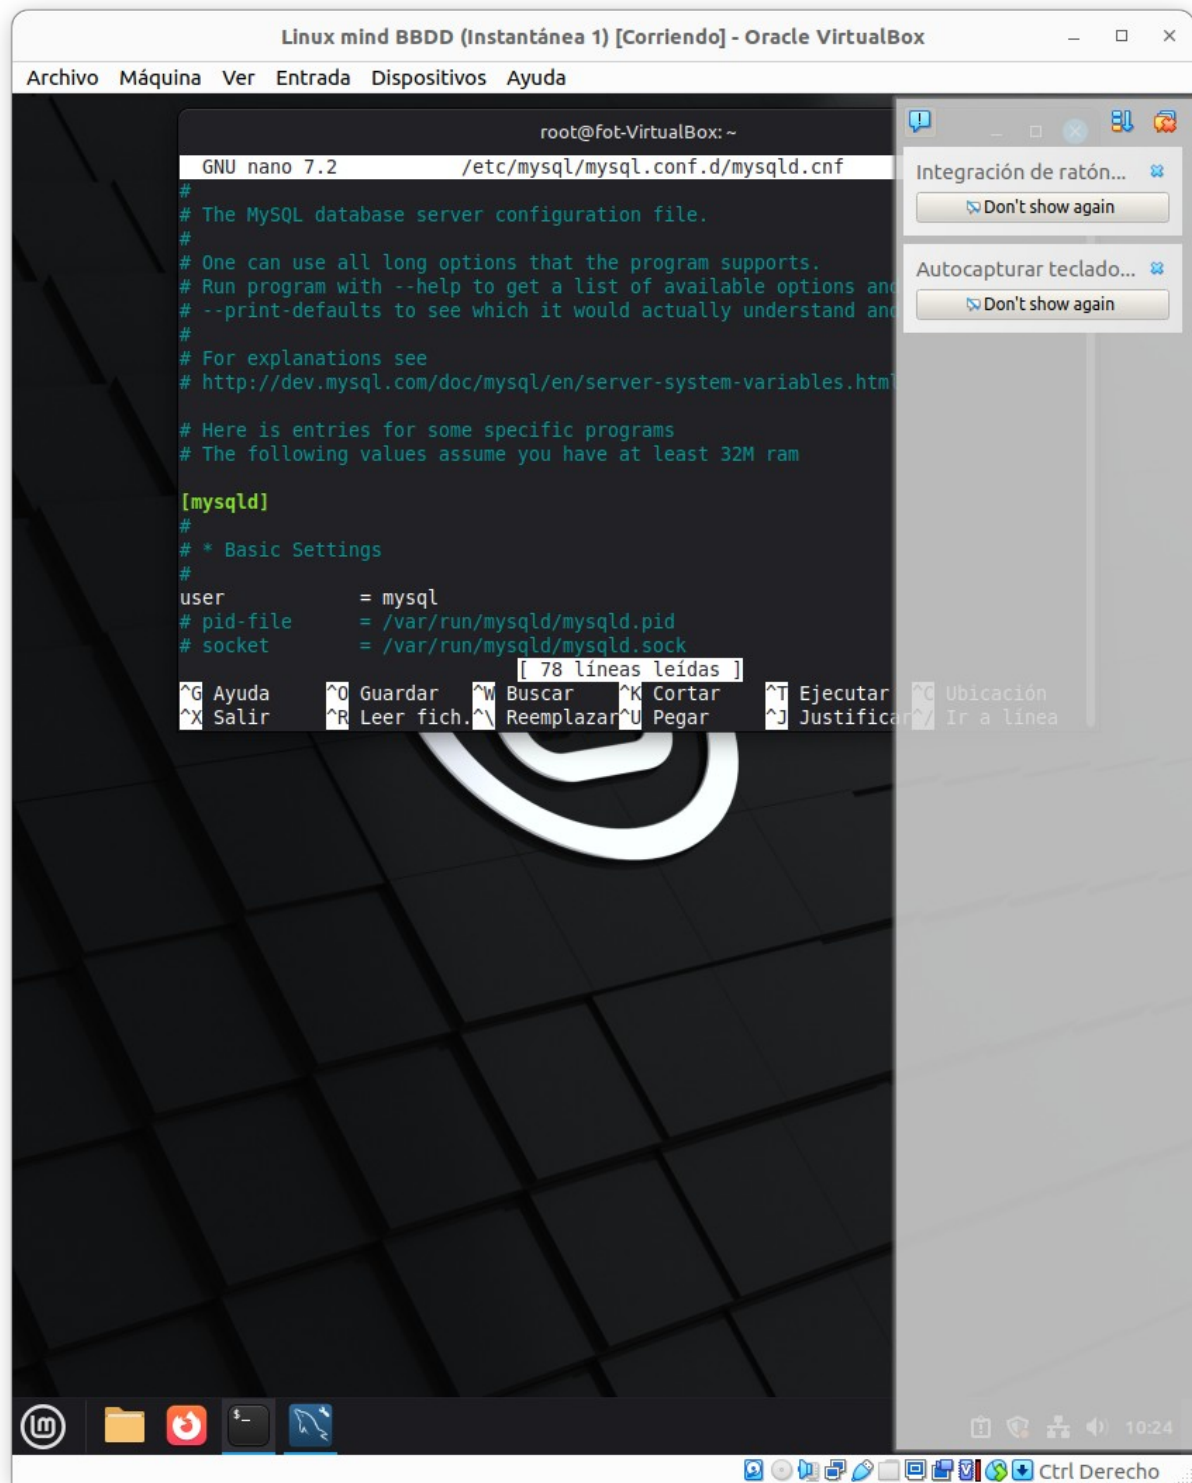 Linux mind BBDD (Instantánea 1) [Corriendo] - Oracle VirtualBox
Archivo Máquina Ver Entrada Dispositivos Ayuda
root@fot-VirtualBox: ~
GNU nano 7.2 /etc/mysql/mysql.conf.d/mysqld.cnf
#
# The MySQL database server configuration file.
#
# One can use all long options that the program supports.
# Run program with --help to get a list of available options and
# --print-defaults to see which it would actually understand and
#
# For explanations see
# http://dev.mysql.com/doc/mysql/en/server-system-variables.html
# Here is entries for some specific programs
# The following values assume you have at least 32M ram
[mysqld]
#
# * Basic Settings
#
user = mysql
# pid-file = /var/run/mysqld/mysqld.pid
# socket = /var/run/mysqld/mysqld.sock
[ 78 líneas leídas ]
^G Ayuda ^O Guardar ^W Buscar ^K Cortar ^T Ejecutar ^C Ubicación
^X Salir ^R Leer fich. ^\ Reemplazar ^U Pegar ^J Justificar ^/ Ir a línea
Integración de ratón...
Don't show again
Autocapturar teclado...
Don't show again
$_
10:24
Ctrl Derecho